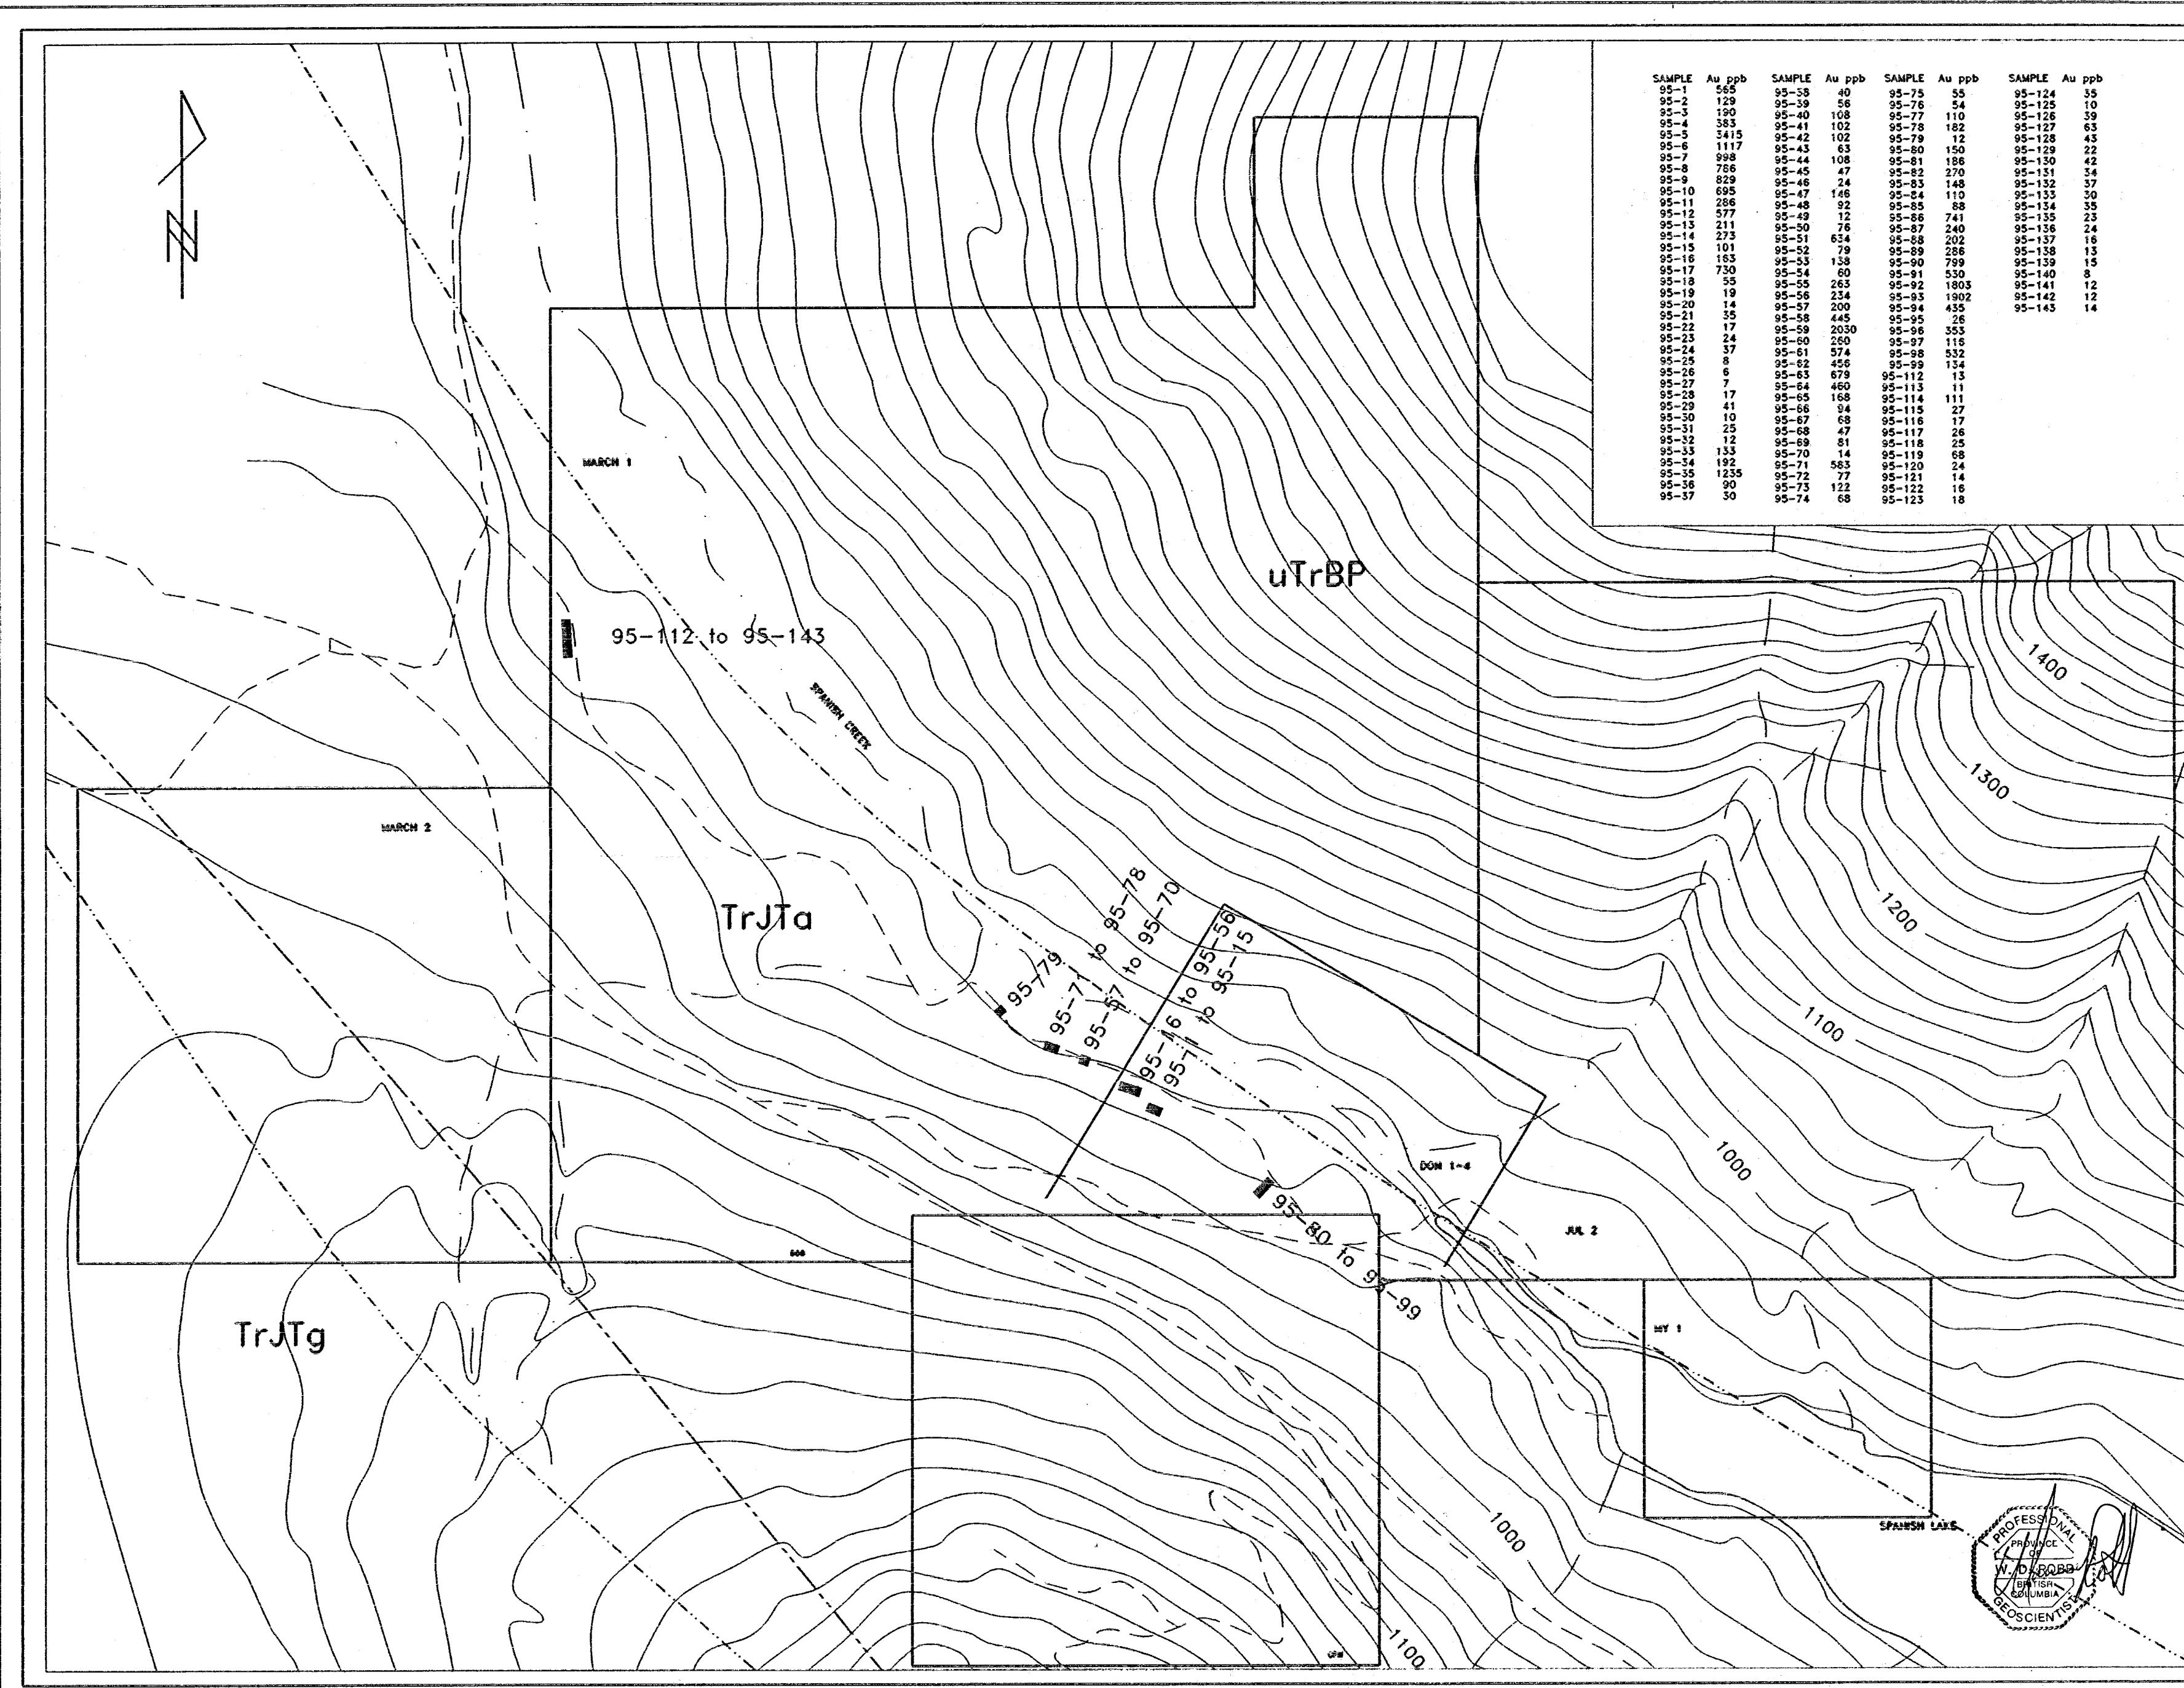 SAMPLE Au ppb SAMPLE Au ppb SAMPLE Au ppb SAMPLE Au ppb
95-1 565 95-38 40 95-75 55 95-124 35
95-2 129 95-39 56 95-76 54 95-125 10
95-3 190 95-40 108 95-77 110 95-126 39
95-4 383 95-41 102 95-78 182 95-127 63
95-5 3415 95-42 102 95-79 12 95-128 43
95-6 1117 95-43 63 95-80 150 95-129 22
95-7 998 95-44 108 95-81 186 95-130 42
95-8 786 95-45 47 95-82 270 95-131 34
95-9 829 95-46 24 95-83 148 95-132 37
95-10 695 95-47 146 95-84 110 95-133 30
95-11 286 95-48 92 95-85 88 95-134 35
95-12 577 95-49 12 95-86 741 95-135 23
95-13 211 95-50 76 95-87 240 95-136 24
95-14 273 95-51 634 95-88 202 95-137 16
95-15 101 95-52 79 95-89 286 95-138 13
95-16 163 95-53 138 95-90 799 95-139 15
95-17 730 95-54 60 95-91 530 95-140 8
95-18 55 95-55 263 95-92 1803 95-141 12
95-19 19 95-56 234 95-93 1902 95-142 12
95-20 14 95-57 200 95-94 435 95-143 14
95-21 35 95-58 445 95-95 26
95-22 17 95-59 2030 95-96 353
95-23 24 95-60 260 95-97 116
95-24 37 95-61 574 95-98 532
95-25 8 95-62 456 95-99 134
95-26 6 95-63 679 95-112 13
95-27 7 95-64 460 95-113 11
95-28 17 95-65 168 95-114 111
95-29 41 95-66 94 95-115 27
95-30 10 95-67 68 95-116 17
95-31 25 95-68 47 95-117 26
95-32 12 95-69 81 95-118 25
95-33 133 95-70 14 95-119 68
95-34 192 95-71 583 95-120 24
95-35 1235 95-72 77 95-121 14
95-36 90 95-73 122 95-122 16
95-37 30 95-74 68 95-123 18
N
MARCH 1
uTrBP
95-112 to 95-143
1400
SPANISH CREEK
1300
MARCH 2
TrJTa
1200
95-79
95-71 to 95-78
95-57 to 95-70
95-16 to 95-56
95-1 to 95-15
1100
DON 1-4
1000
95-80 to 95-99
JUL 2
TrJTg
MY 1
1000
SPANISH LAKE
PROFESSIONAL
PROVINCE
OF
BRITISH
COLUMBIA
GEOSCIENTIST
1100